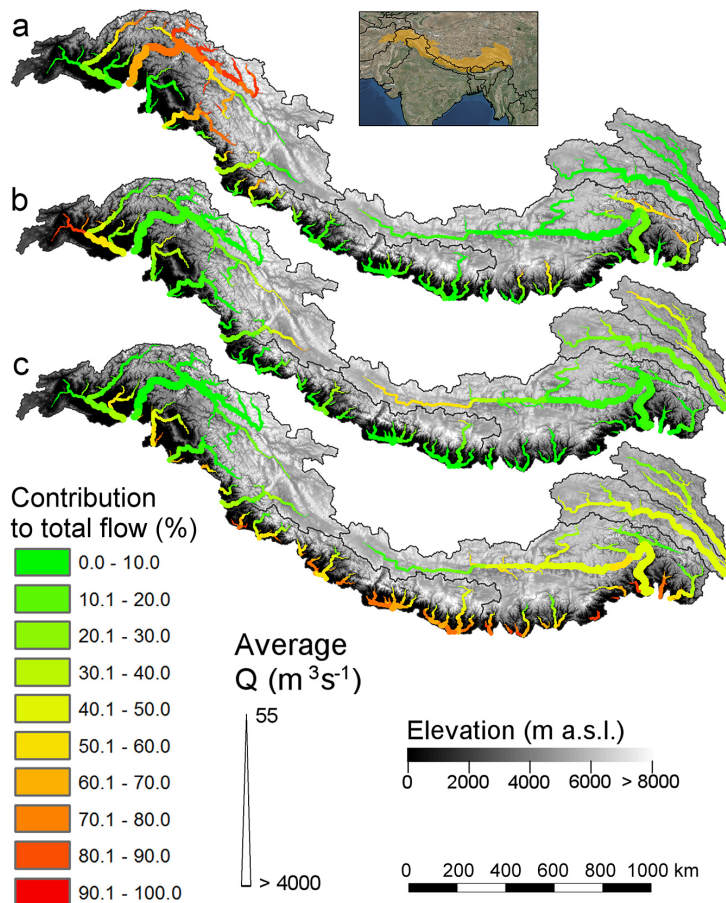 a
b
c
Contribution
to total flow (%)
0.0 - 10.0
10.1 - 20.0
20.1 - 30.0
30.1 - 40.0
40.1 - 50.0
50.1 - 60.0
60.1 - 70.0
70.1 - 80.0
80.1 - 90.0
90.1 - 100.0
Average
Q (m³s⁻¹)
55
> 4000
Elevation (m a.s.l.)
0 2000 4000 6000 > 8000
0 200 400 600 800 1000 km